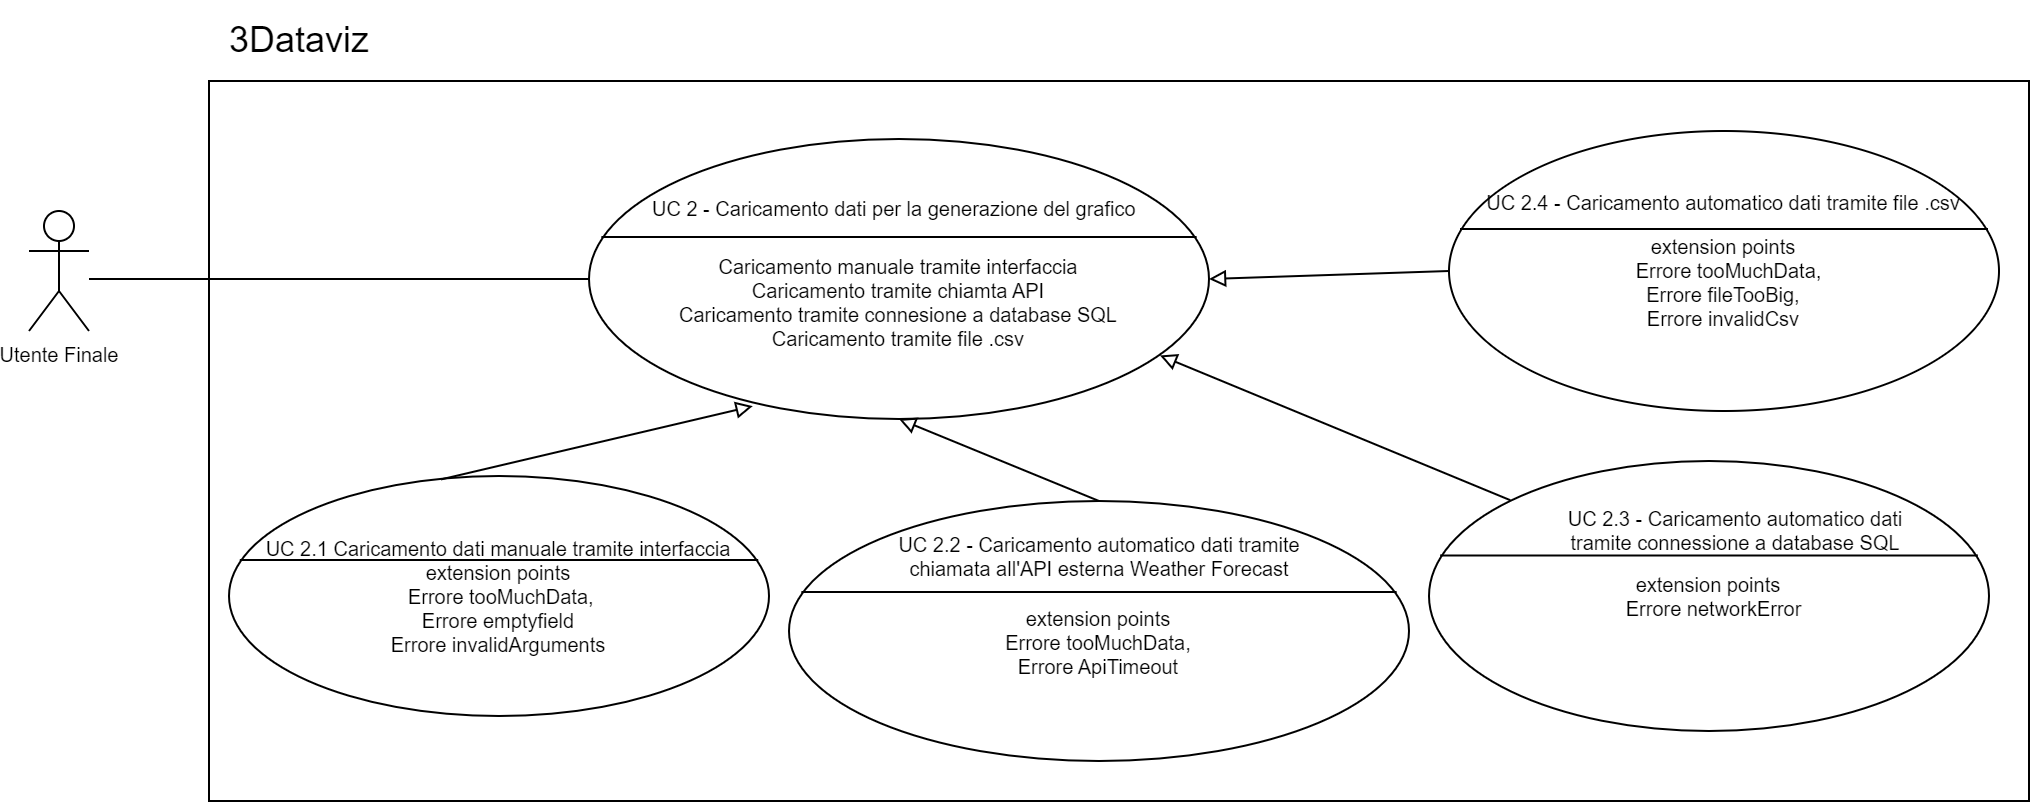 3Dataviz
Utente Finale
UC 2 - Caricamento dati per la generazione del grafico
Caricamento manuale tramite interfaccia
Caricamento tramite chiamta API
Caricamento tramite connesione a database SQL
Caricamento tramite file .csv
UC 2.4 - Caricamento automatico dati tramite file .csv
extension points
Errore tooMuchData,
Errore fileTooBig,
Errore invalidCsv
UC 2.1 Caricamento dati manuale tramite interfaccia
extension points
Errore tooMuchData,
Errore emptyfield
Errore invalidArguments
UC 2.2 - Caricamento automatico dati tramite
chiamata all'API esterna Weather Forecast
extension points
Errore tooMuchData,
Errore ApiTimeout
UC 2.3 - Caricamento automatico dati
tramite connessione a database SQL
extension points
Errore networkError